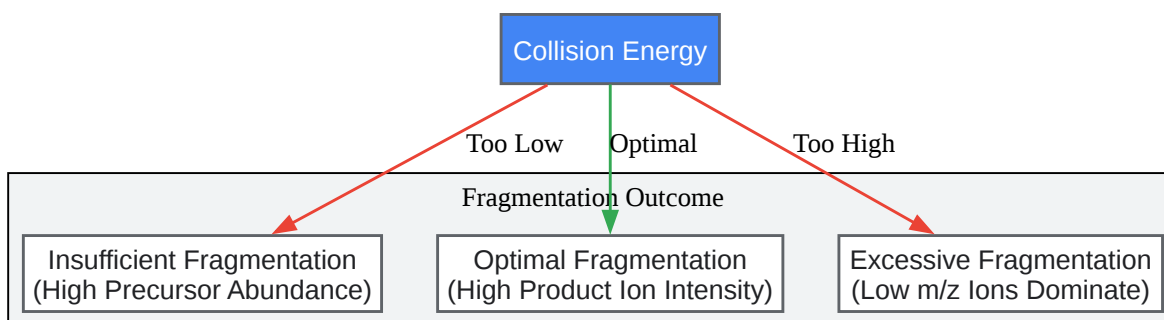 Collision Energy
Too Low
Optimal
Too High
Fragmentation Outcome
Insufficient Fragmentation
(High Precursor Abundance)
Optimal Fragmentation
(High Product Ion Intensity)
Excessive Fragmentation
(Low m/z Ions Dominate)